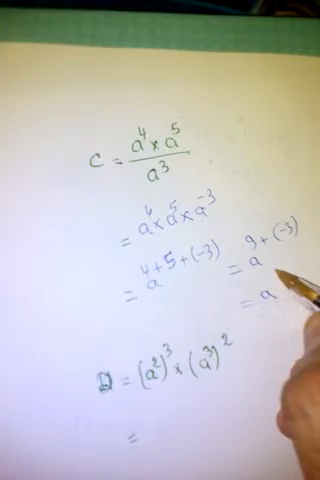 C = a⁴ × a⁵ / a³
= a⁴ × a⁵ × a⁻³
= a⁴⁺⁵⁺⁽⁻³⁾ = a⁹⁺⁽⁻³⁾
= a
D = (a²)³ × (a³)²
=